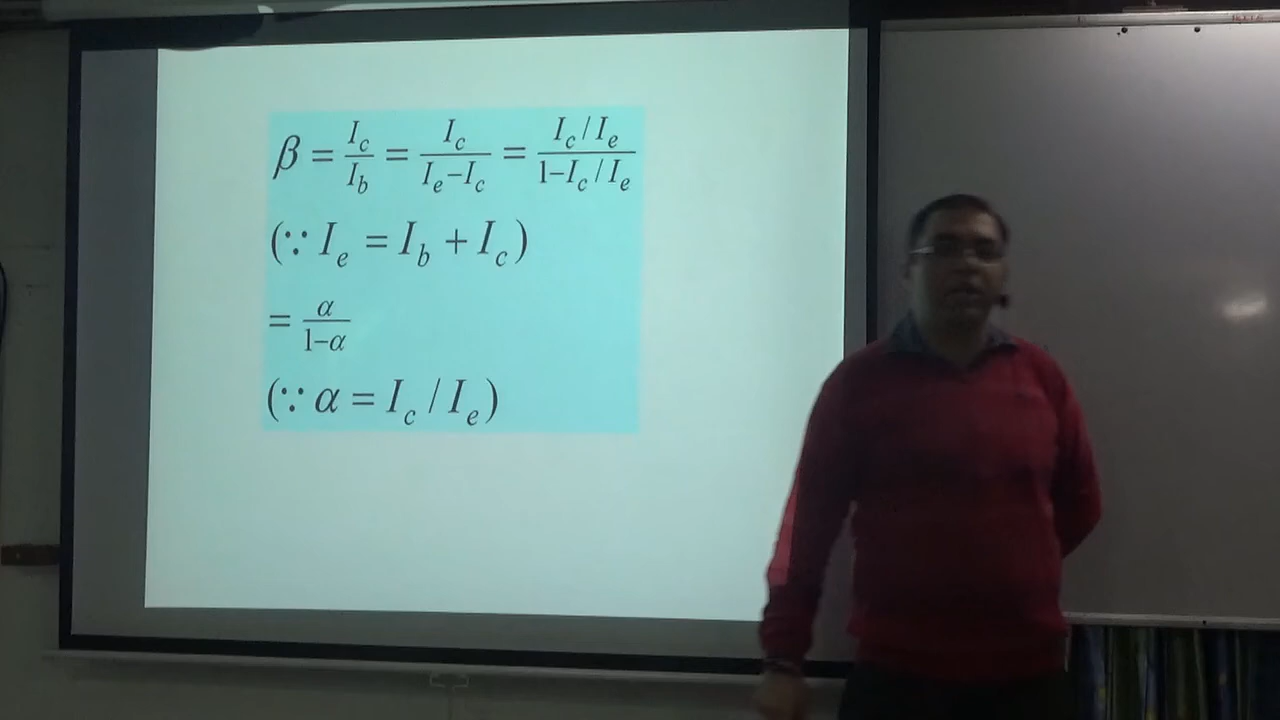 β = I_c / I_b = I_c / (I_e − I_c) = (I_c / I_e) / (1 − I_c / I_e)
(∵ I_e = I_b + I_c)
= α / (1 − α)
(∵ α = I_c / I_e)